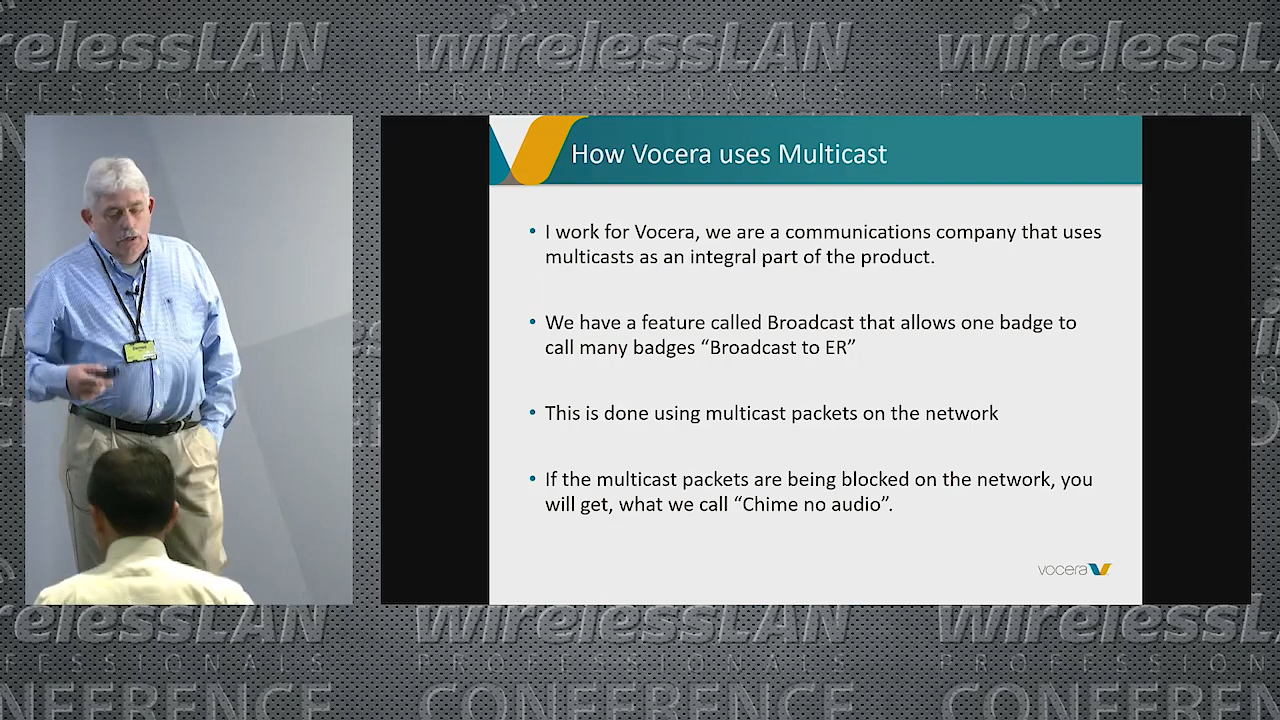 wirelessLAN
PROFESSIONALS
CONFERENCE
How Vocera uses Multicast
• I work for Vocera, we are a communications company that uses
multicasts as an integral part of the product.
• We have a feature called Broadcast that allows one badge to
call many badges “Broadcast to ER”
• This is done using multicast packets on the network
• If the multicast packets are being blocked on the network, you
will get, what we call “Chime no audio”.
vocera
wirelessLAN
PROFESSIONALS
CONFERENCE